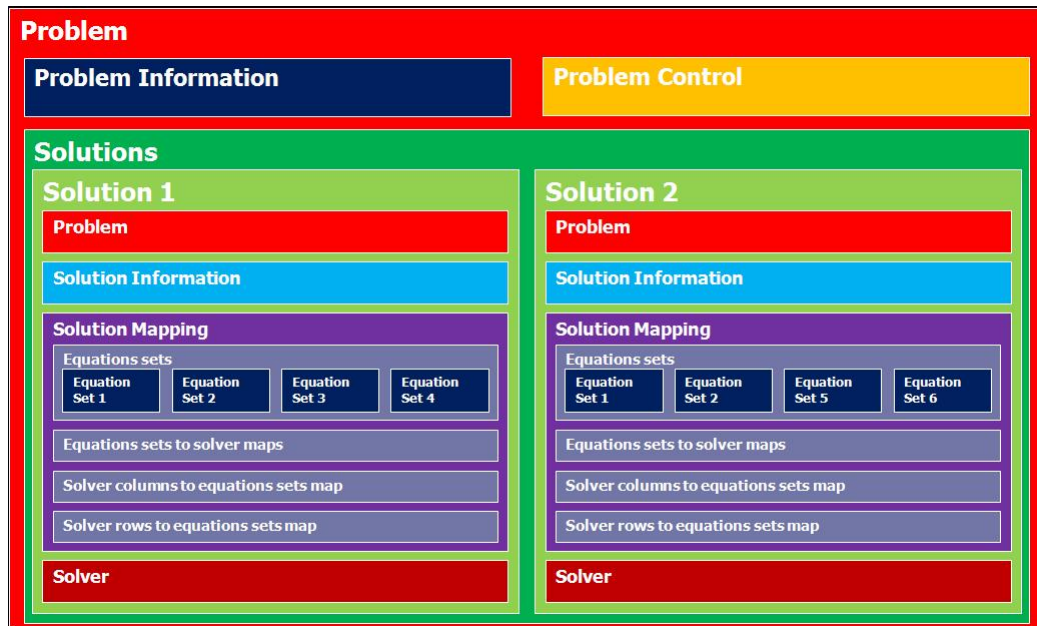 Problem
Problem Information
Problem Control
Solutions
Solution 1
Problem
Solution Information
Solution Mapping
Equations sets
Equation
Set 1
Equation
Set 2
Equation
Set 3
Equation
Set 4
Equations sets to solver maps
Solver columns to equations sets map
Solver rows to equations sets map
Solver
Solution 2
Problem
Solution Information
Solution Mapping
Equations sets
Equation
Set 1
Equation
Set 2
Equation
Set 5
Equation
Set 6
Equations sets to solver maps
Solver columns to equations sets map
Solver rows to equations sets map
Solver